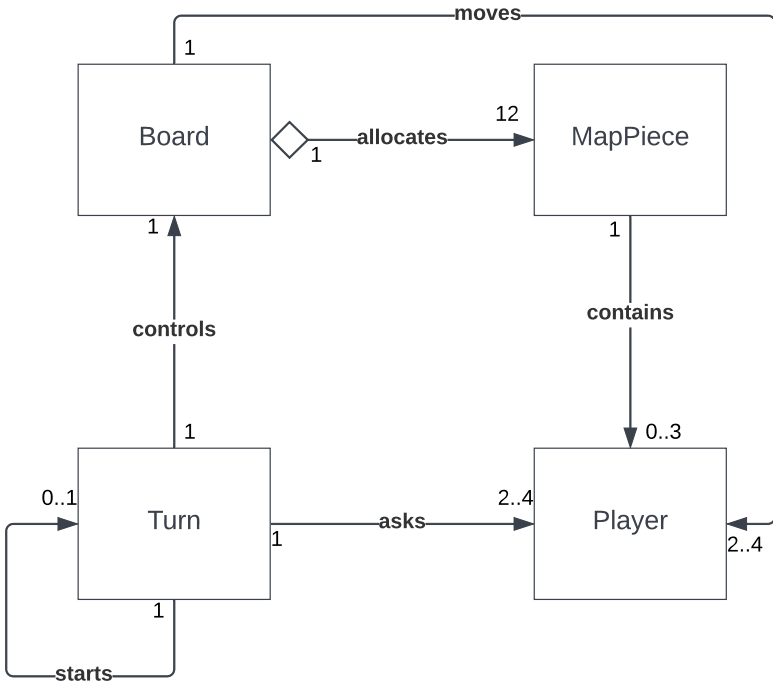 moves
1
Board
allocates
12
1
MapPiece
1
1
controls
contains
1
0..3
0..1
Turn
1
asks
2..4
Player
2..4
1
starts